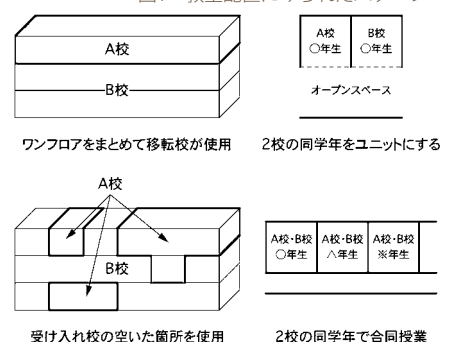 A校
B校
ワンフロアをまとめて移転校が使用
A校
○年生
B校
○年生
オープンスペース
2校の同学年をユニットにする
A校
B校
受け入れ校の空いた箇所を使用
A校・B校
○年生
A校・B校
△年生
A校・B校
※年生
2校の同学年で合同授業